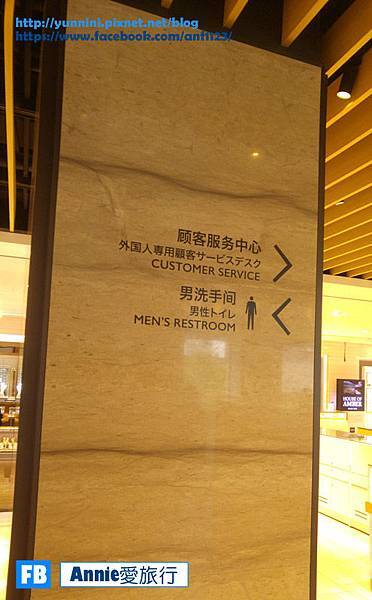 http://yunnini.pixnet.net/blog
https://www.facebook.com/anfi123/
顾客服务中心
外国人専用顧客サービスデスク
CUSTOMER SERVICE
男洗手间
男性トイレ
MEN'S RESTROOM
HOUSE OF
AMBER
FB Annie愛旅行